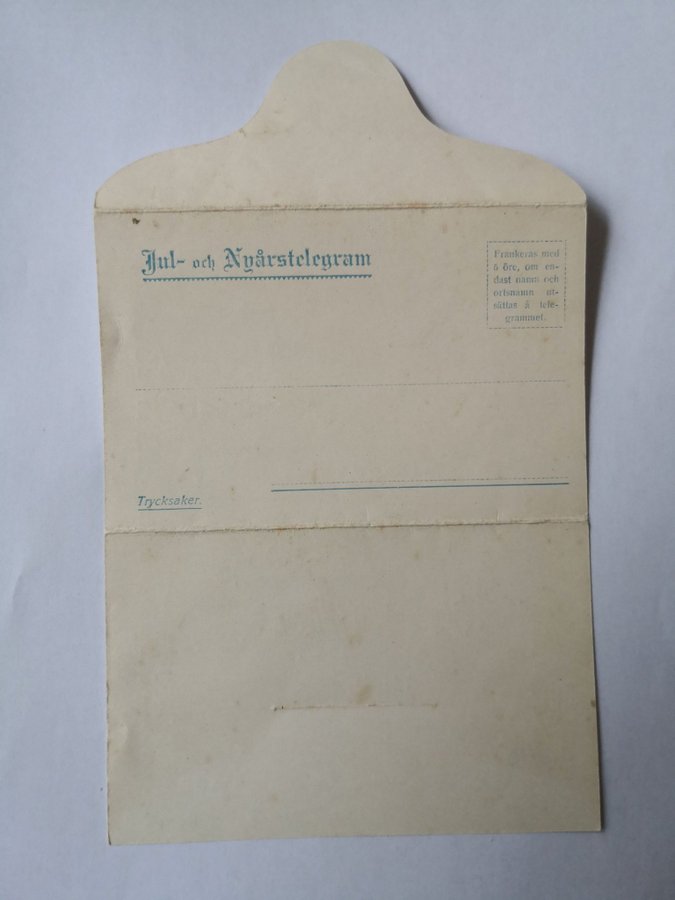 Jul- och Nyårstelegram
Frankeras med
5 öre, om en-
dast namn och
ortsnamn ut-
sättas å tele-
grammet.
Trycksaker.